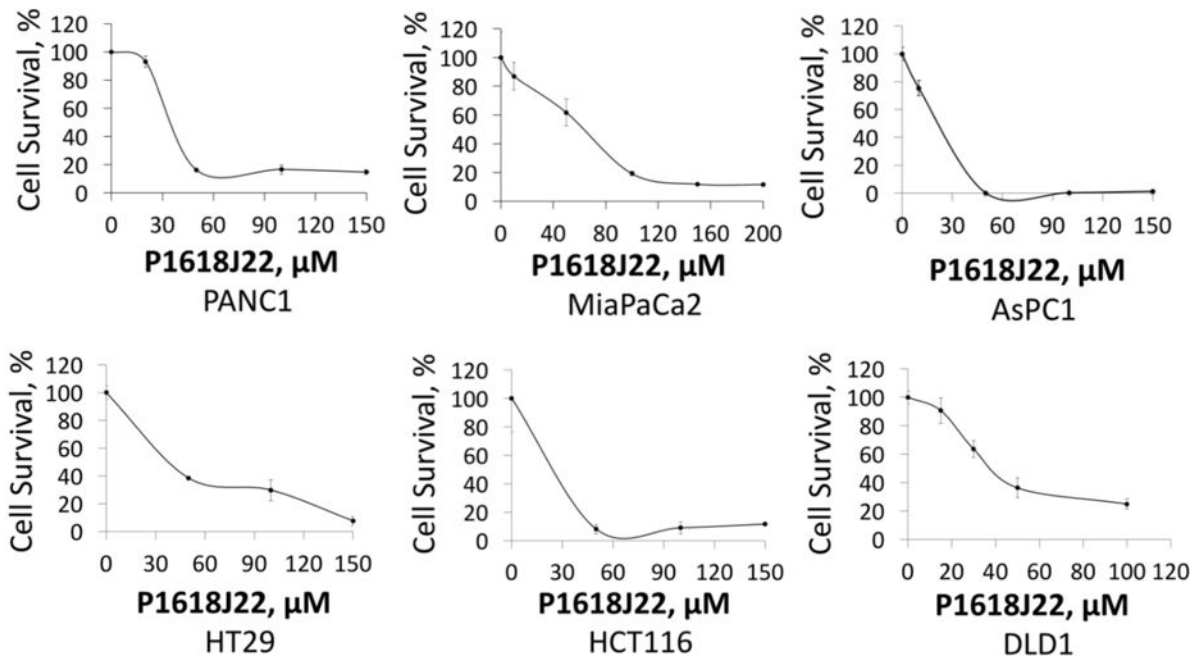 Cell Survival, %
120
100
80
60
40
20
0
0 30 60 90 120 150
P1618J22, μM
PANC1
Cell Survival, %
120
100
80
60
40
20
0
0 40 80 120 160 200
P1618J22, μM
MiaPaCa2
Cell Survival, %
120
100
80
60
40
20
0
0 30 60 90 120 150
P1618J22, μM
AsPC1
Cell Survival, %
120
100
80
60
40
20
0
0 30 60 90 120 150
P1618J22, μM
HT29
Cell Survival, %
120
100
80
60
40
20
0
0 30 60 90 120 150
P1618J22, μM
HCT116
Cell Survival, %
120
100
80
60
40
20
0
0 20 40 60 80 100 120
P1618J22, μM
DLD1